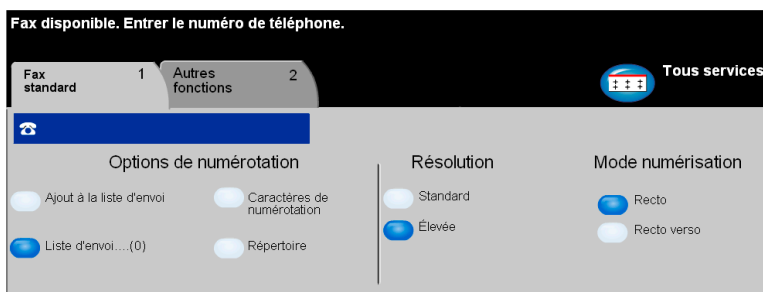 Fax disponible. Entrer le numéro de téléphone.
Fax standard 1
Autres fonctions 2
Tous services
Options de numérotation
Ajout à la liste d'envoi
Caractères de numérotation
Liste d'envoi....(0)
Répertoire
Résolution
Standard
Élevée
Mode numérisation
Recto
Recto verso